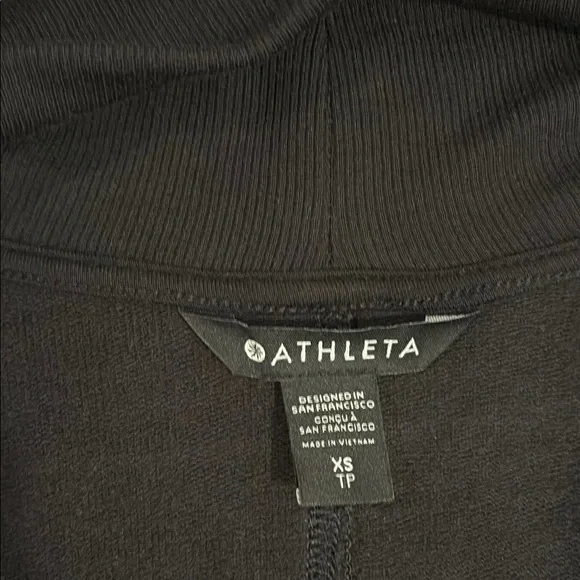 ATHLETA
DESIGNED IN
SAN FRANCISCO
CONÇU À
SAN FRANCISCO
MADE IN VIETNAM
XS
TP